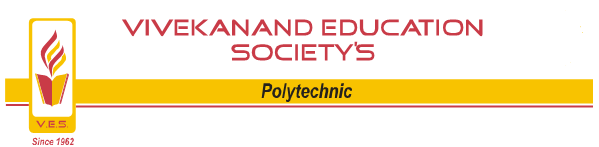 VIVEKANAND EDUCATION
SOCIETY'S
Polytechnic
V.E.S.
Since 1962